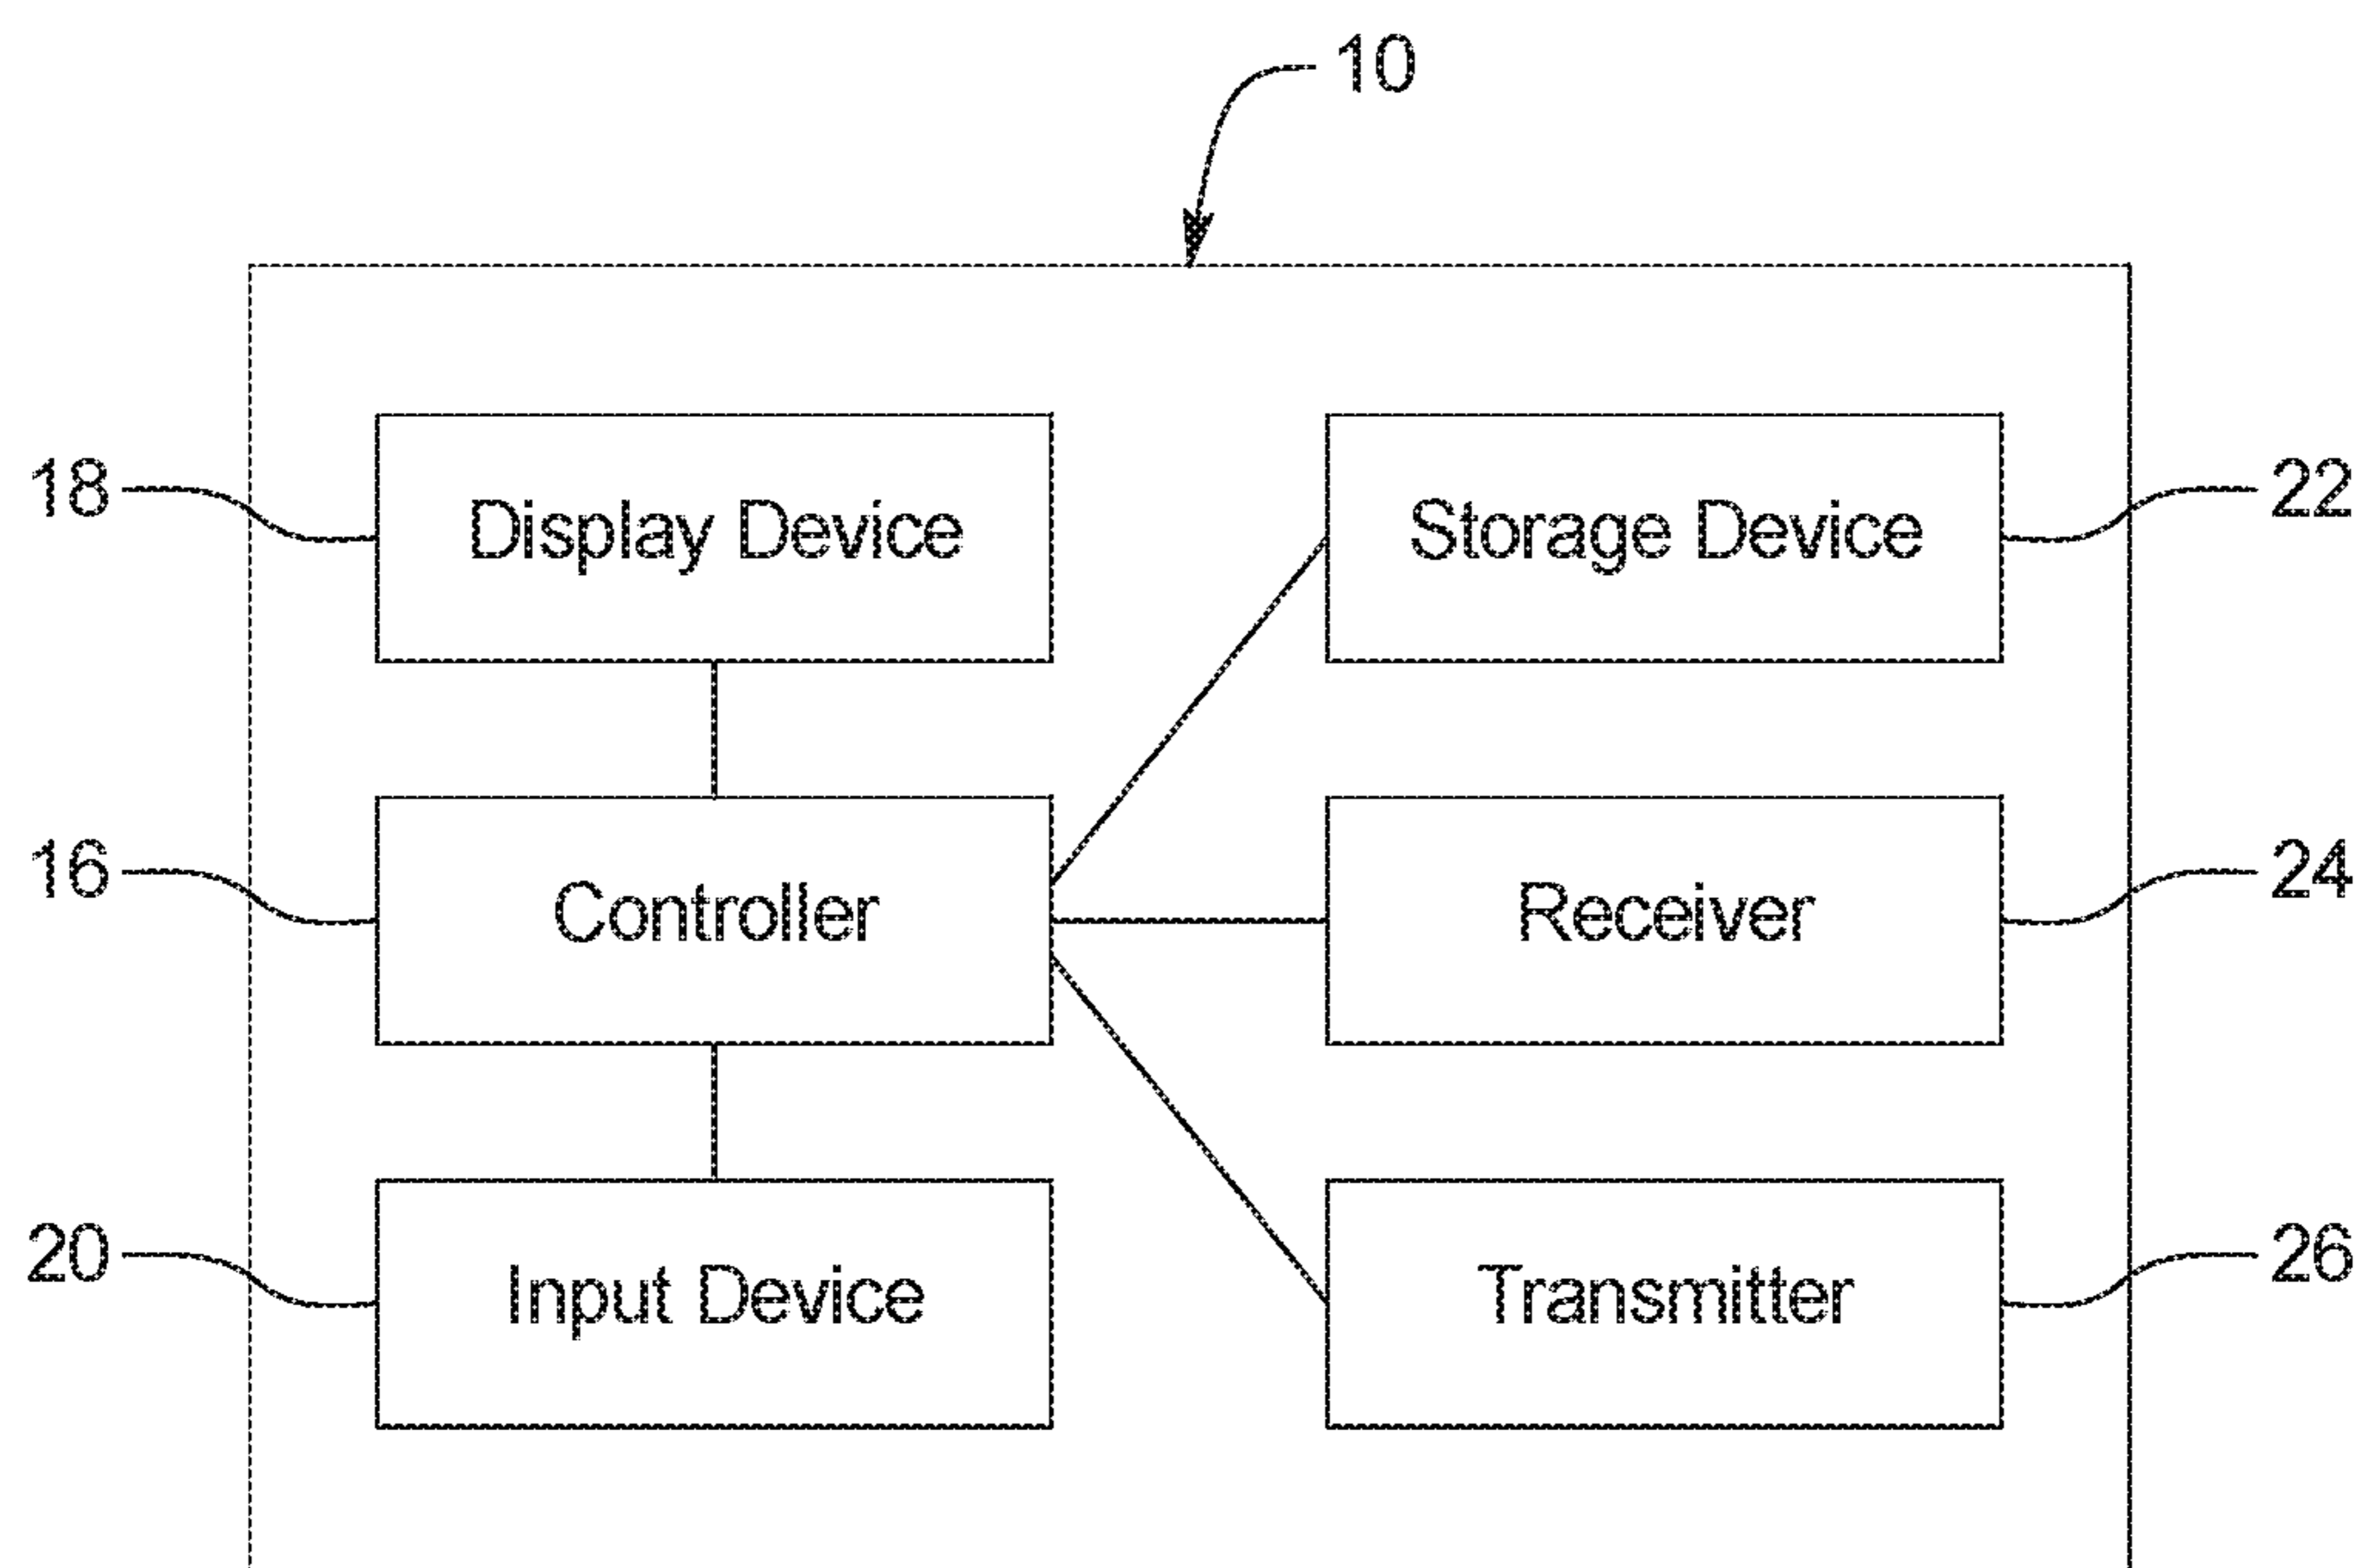 10
18 Display Device Storage Device 22
16 Controller Receiver 24
20 Input Device Transmitter 26